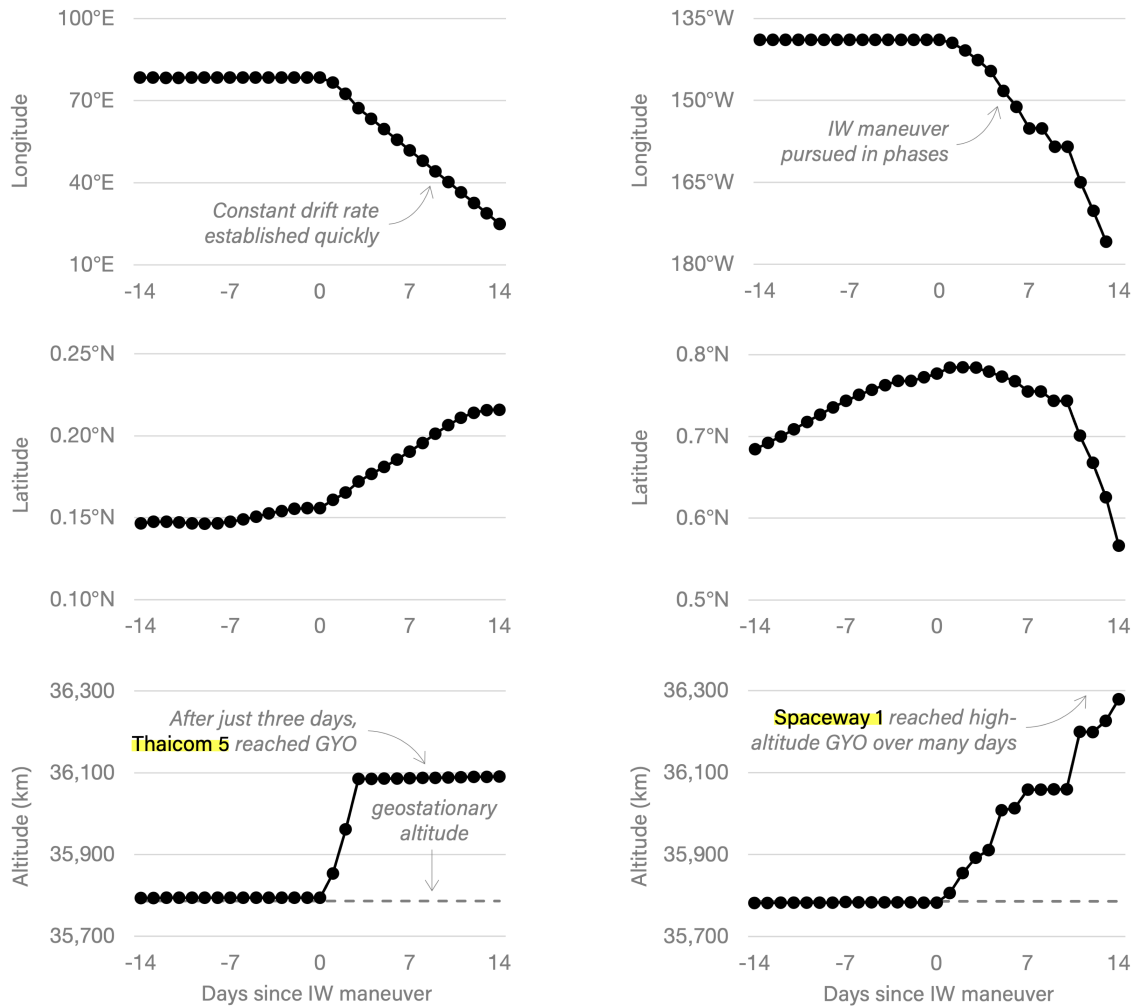 100°E
70°E
40°E
10°E
Longitude
Constant drift rate
established quickly
-14 -7 0 7 14
135°W
150°W
165°W
180°W
Longitude
IW maneuver
pursued in phases
-14 -7 0 7 14
0.25°N
0.20°N
0.15°N
0.10°N
Latitude
-14 -7 0 7 14
0.8°N
0.7°N
0.6°N
0.5°N
Latitude
-14 -7 0 7 14
36,300
36,100
35,900
35,700
Altitude (km)
After just three days,
Thaicom 5 reached GYO
geostationary
altitude
-14 -7 0 7 14
Days since IW maneuver
36,300
36,100
35,900
35,700
Altitude (km)
Spaceway 1 reached high-
altitude GYO over many days
-14 -7 0 7 14
Days since IW maneuver